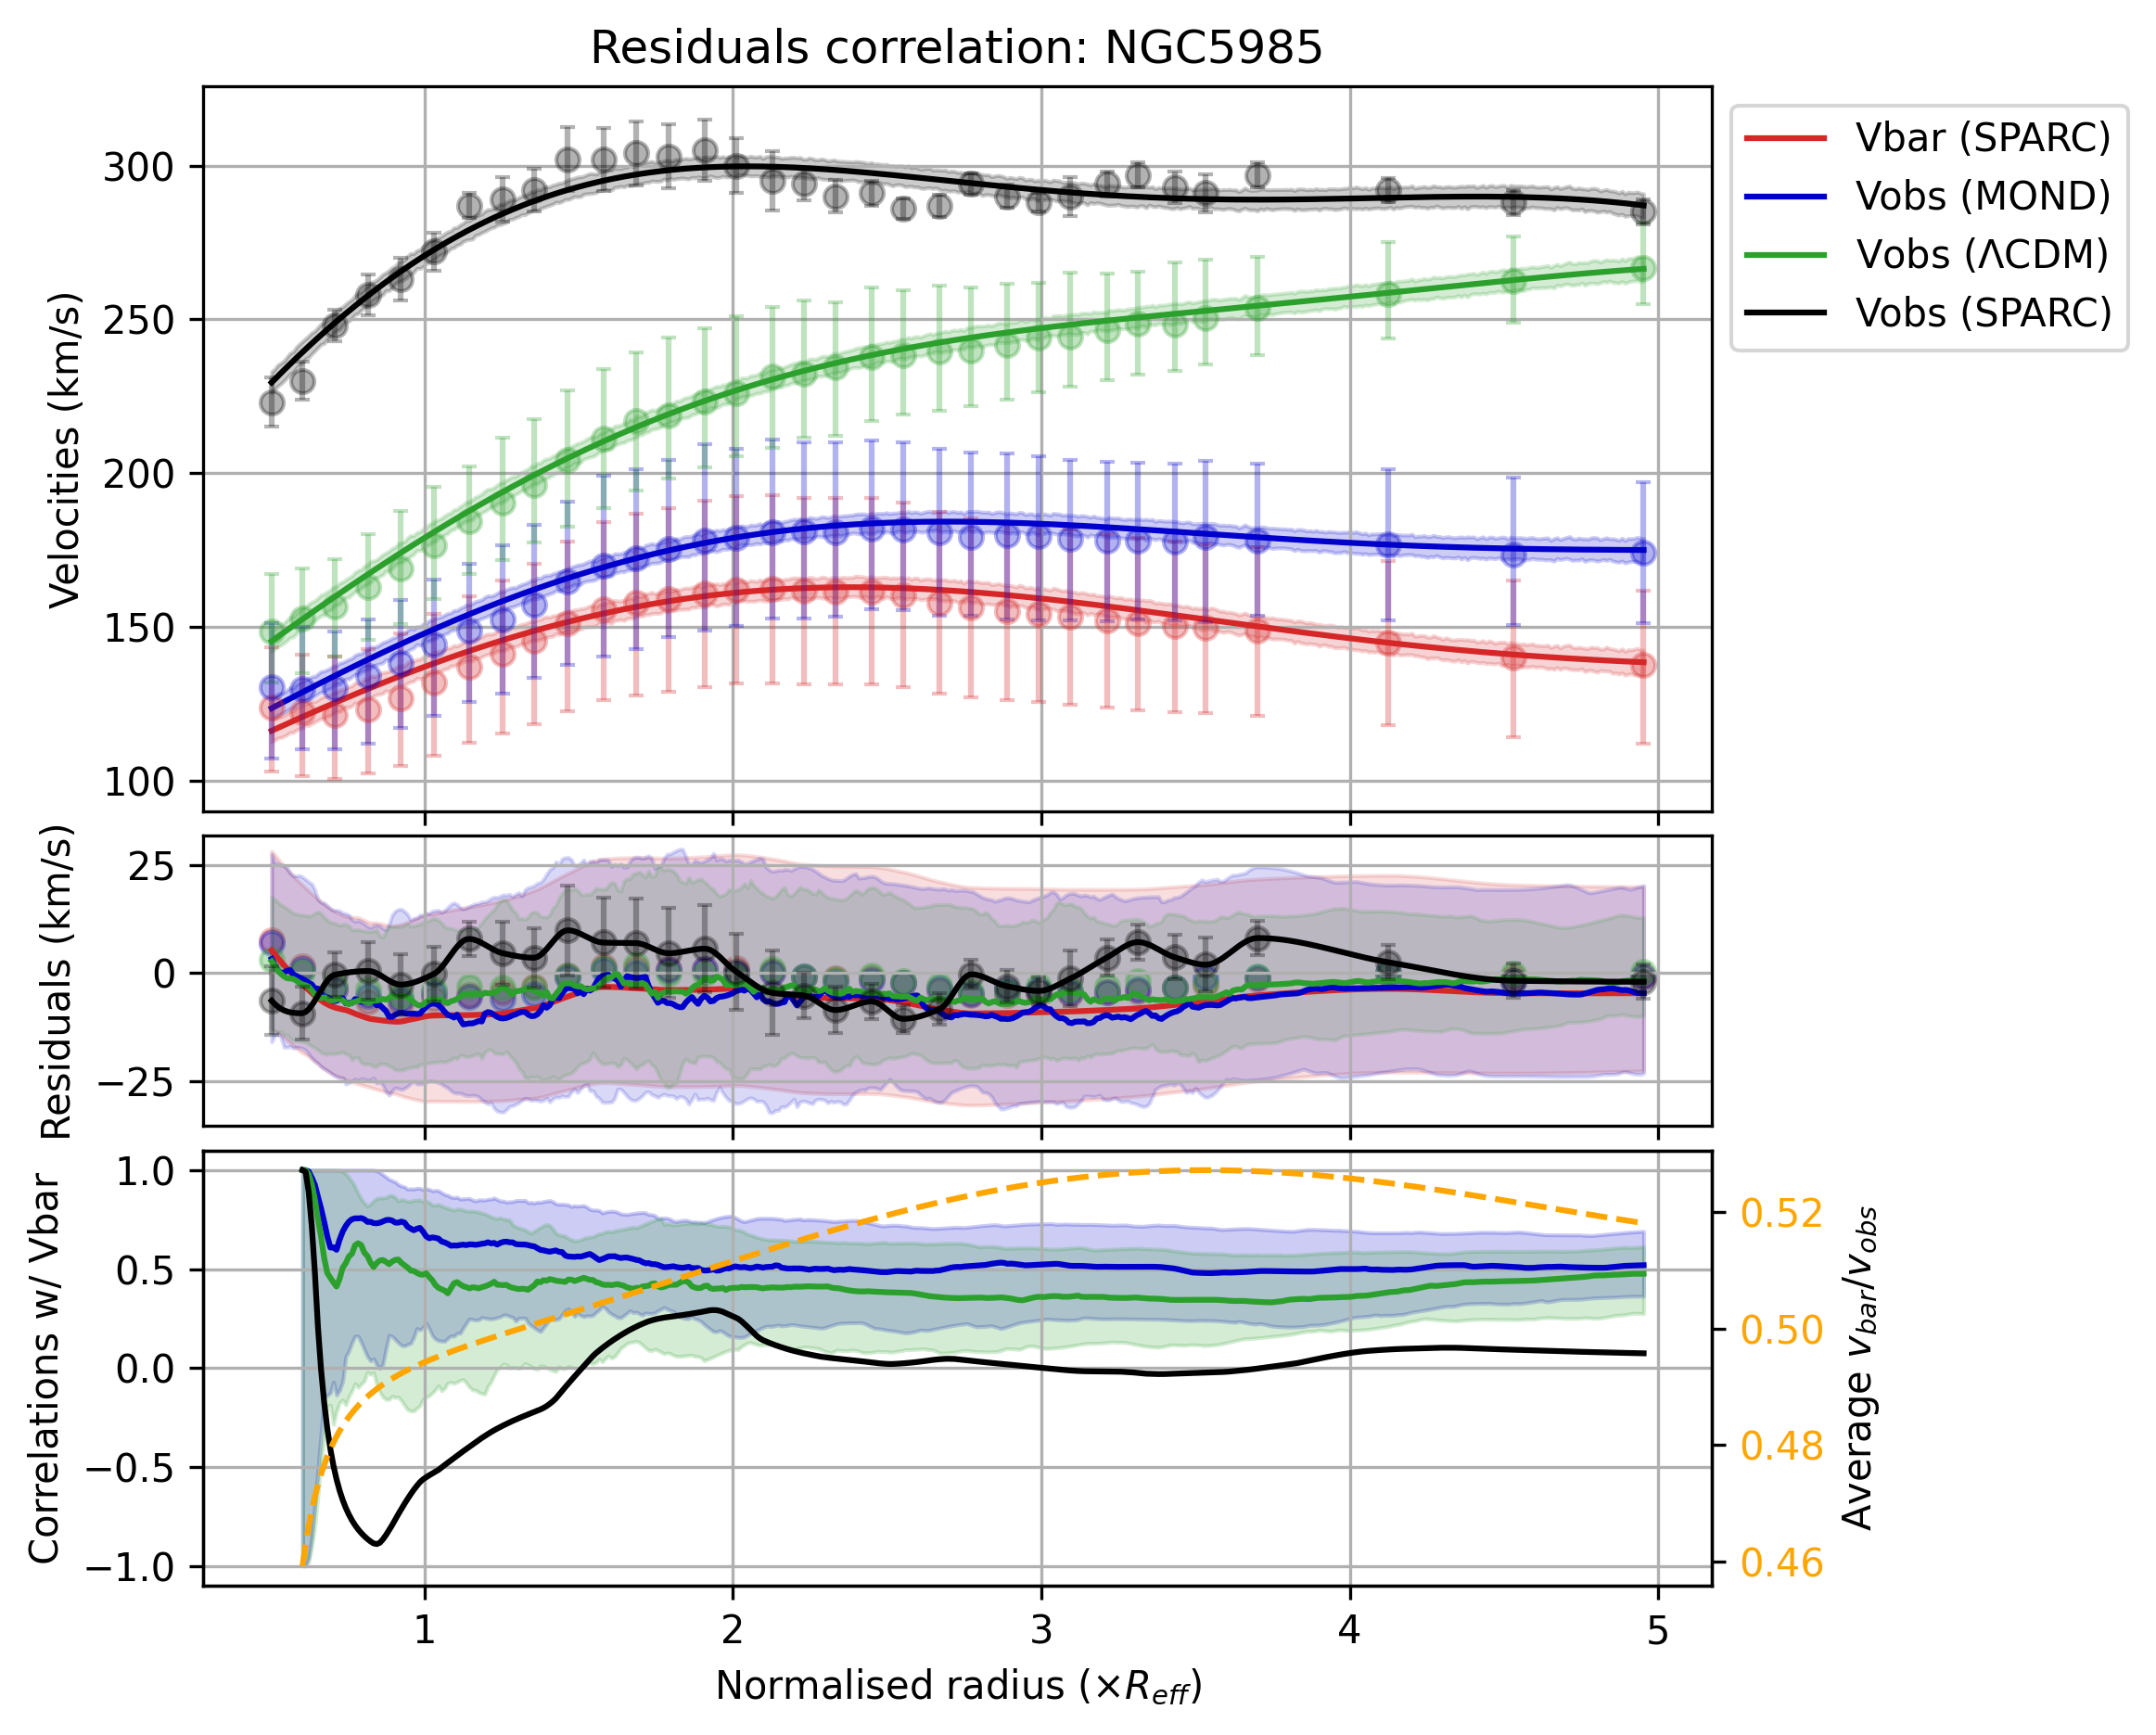 Residuals correlation: NGC5985
Velocities (km/s)
300
250
200
150
100
Vbar (SPARC)
Vobs (MOND)
Vobs (ΛCDM)
Vobs (SPARC)
Residuals (km/s)
25
0
−25
Correlations w/ Vbar
1.0
0.5
0.0
−0.5
−1.0
0.52
0.50
0.48
0.46
Average v_bar/v_obs
1 2 3 4 5
Normalised radius (×R_eff)